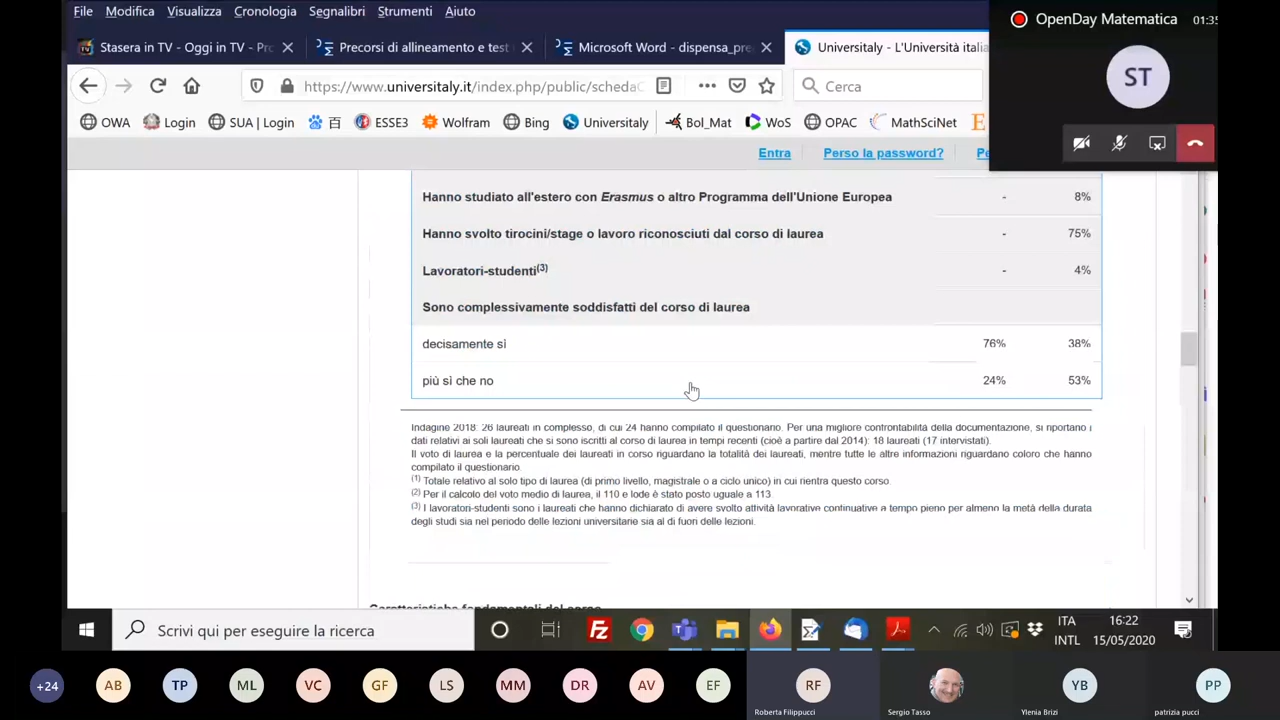 File Modifica Visualizza Cronologia Segnalibri Strumenti Aiuto
OpenDay Matematica 01:35
Stasera in TV - Oggi in TV - Pro
Precorsi di allineamento e test
Microsoft Word - dispensa_pre
Universitaly - L'Università italia
ST
https://www.universitaly.it/index.php/public/schedaC
Cerca
OWA Login SUA | Login 百 ESSE3 Wolfram Bing Universitaly Bol_Mat WoS OPAC MathSciNet E
Entra Perso la password? Pe
Hanno studiato all'estero con Erasmus o altro Programma dell'Unione Europea - 8%
Hanno svolto tirocini/stage o lavoro riconosciuti dal corso di laurea - 75%
Lavoratori-studenti(3) - 4%
Sono complessivamente soddisfatti del corso di laurea
decisamente sì 76% 38%
più sì che no 24% 53%
Indagine 2018: 26 laureati in complesso, di cui 24 hanno compilato il questionario. Per una migliore confrontabilità della documentazione, si riportano i
dati relativi ai soli laureati che si sono iscritti al corso di laurea in tempi recenti (cioè a partire dal 2014): 18 laureati (17 intervistati).
Il voto di laurea e la percentuale dei laureati in corso riguardano la totalità dei laureati, mentre tutte le altre informazioni riguardano coloro che hanno
compilato il questionario.
(1) Totale relativo al solo tipo di laurea (di primo livello, magistrale o a ciclo unico) in cui rientra questo corso.
(2) Per il calcolo del voto medio di laurea, il 110 e lode è stato posto uguale a 113.
(3) I lavoratori-studenti sono i laureati che hanno dichiarato di avere svolto attività lavorative continuative a tempo pieno per almeno la metà della durata
degli studi sia nel periodo delle lezioni universitarie sia al di fuori delle lezioni.
Caratteristiche fondamentali del corso
Scrivi qui per eseguire la ricerca
ITA 16:22
INTL 15/05/2020
+24 AB TP ML VC GF LS MM DR AV EF RF YB PP
Roberta Filippucci Sergio Tasso Ylenia Brizi patrizia pucci